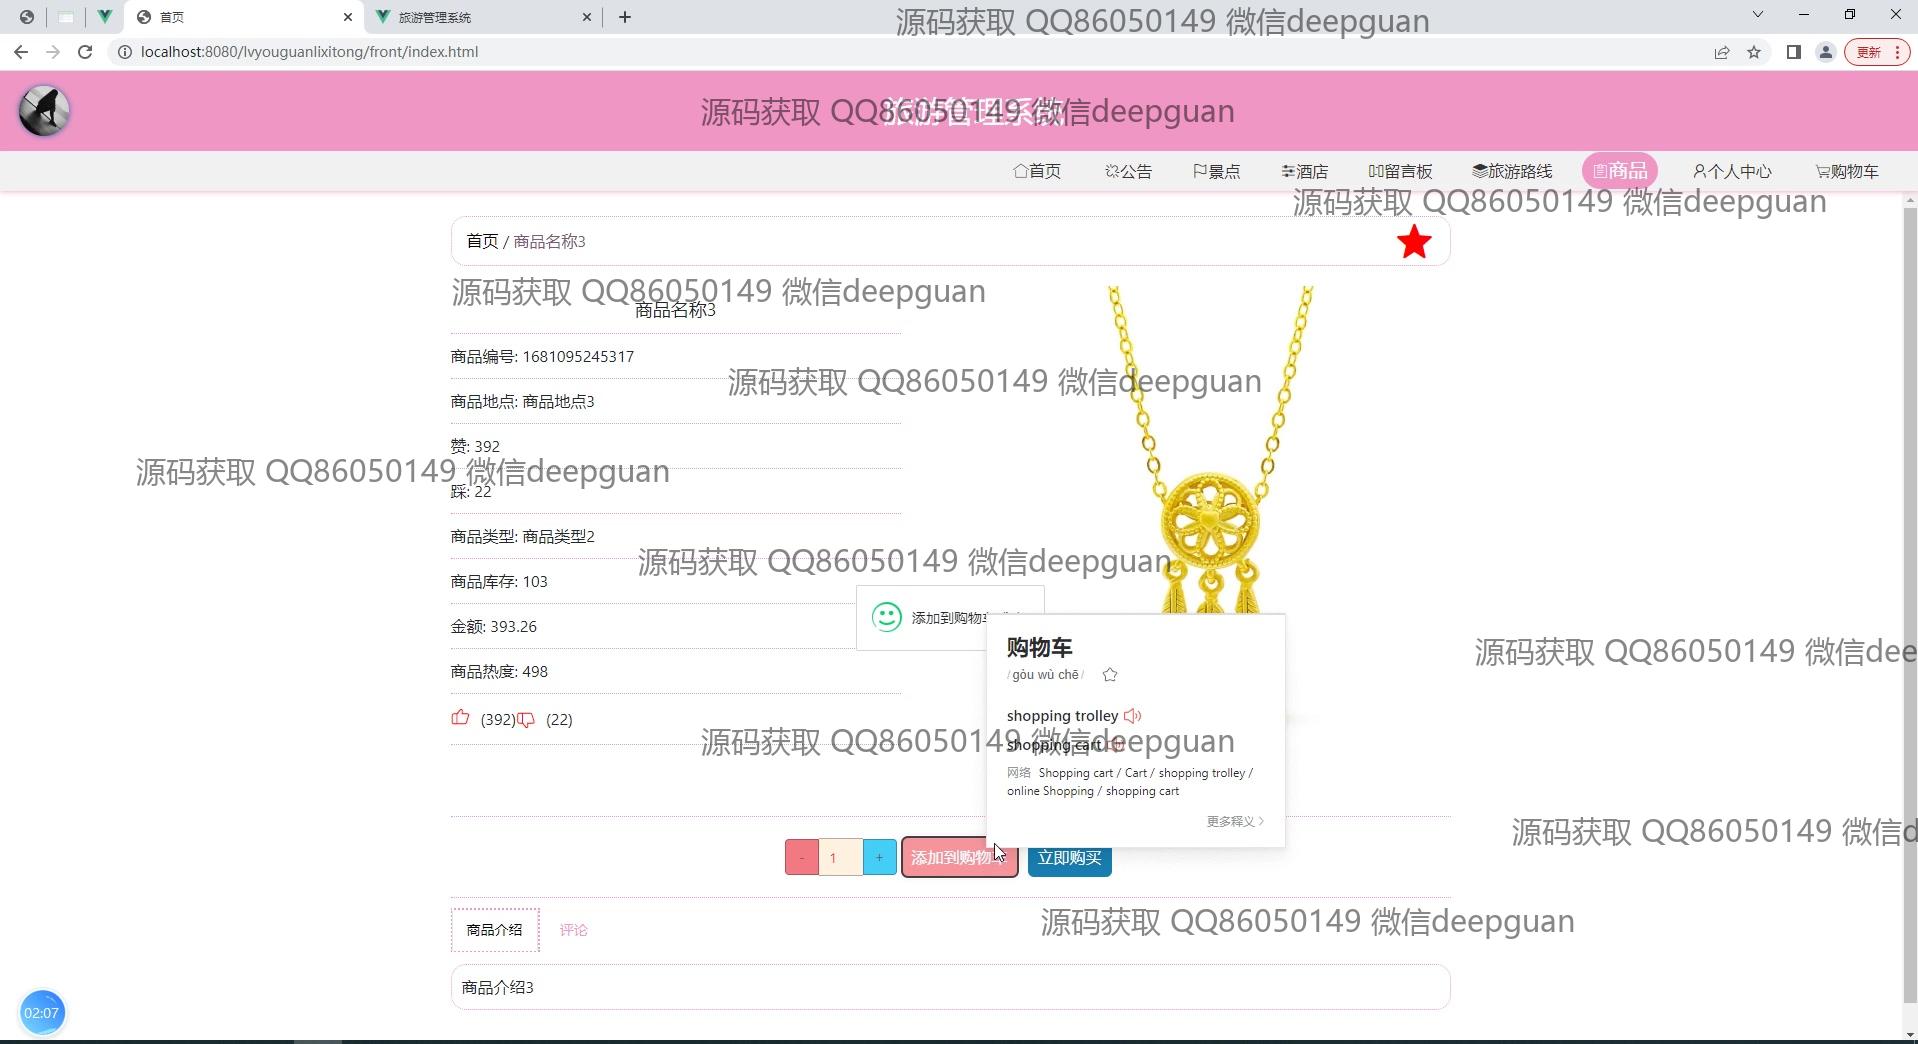 首页
旅游管理系统
源码获取 QQ86050149 微信deepguan
localhost:8080/lvyouguanlixitong/front/index.html
更新
旅游管理系统
源码获取 QQ86050149 微信deepguan
首页 公告 景点 酒店 留言板 旅游路线 商品 个人中心 购物车
源码获取 QQ86050149 微信deepguan
首页 / 商品名称3
源码获取 QQ86050149 微信deepguan
商品名称3
商品编号: 1681095245317
源码获取 QQ86050149 微信deepguan
商品地点: 商品地点3
赞: 392
源码获取 QQ86050149 微信deepguan
踩: 22
商品类型: 商品类型2
源码获取 QQ86050149 微信deepguan
商品库存: 103
添加到购物
金额: 393.26
购物车
源码获取 QQ86050149 微信dee
商品热度: 498
/ gòu wù chē /
(392) (22)
shopping trolley
源码获取 QQ86050149 微信deepguan
shopping cart
网络 Shopping cart / Cart / shopping trolley /
online Shopping / shopping cart
更多释义
源码获取 QQ86050149 微信d
- 1 + 添加到购物车 立即购买
源码获取 QQ86050149 微信deepguan
商品介绍 评论
商品介绍3
02:07